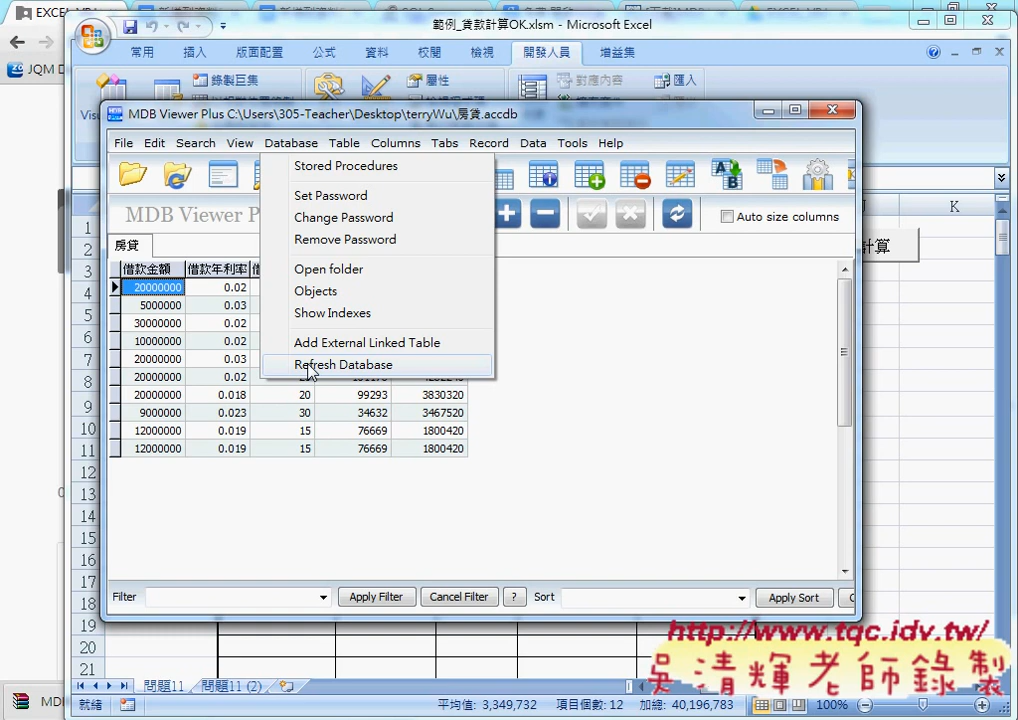 EXCEL VBA
範例_貸款計算OK.xlsm - Microsoft Excel
常用 插入 版面配置 公式 資料 校閱 檢視 開發人員 增益集
錄製巨集 屬性 對應內容 匯入
JQM D
MDB Viewer Plus C:\Users\305-Teacher\Desktop\terryWu\房貸.accdb
File Edit Search View Database Table Columns Tabs Record Data Tools Help
Stored Procedures
Set Password
Change Password
Remove Password
Open folder
Objects
Show Indexes
Add External Linked Table
Refresh Database
MDB Viewer P
Auto size columns
K
計算
房貸
借款金額 借款年利率
20000000 0.02
5000000 0.03
30000000 0.02
10000000 0.02
20000000 0.03
20000000 0.02
20000000 0.018 20 99293 3830320
9000000 0.023 30 34632 3467520
12000000 0.019 15 76669 1800420
12000000 0.019 15 76669 1800420
1
2
3
4
5
6
7
8
9
10
11
12
13
14
15
16
17
18
19
20
21
Filter Apply Filter Cancel Filter ? Sort Apply Sort
問題11 問題11 (2)
就緒 平均值: 3,349,732 項目個數: 12 加總: 40,196,783 100%
MD
http://www.tqc.idv.tw/
吳清輝老師錄製